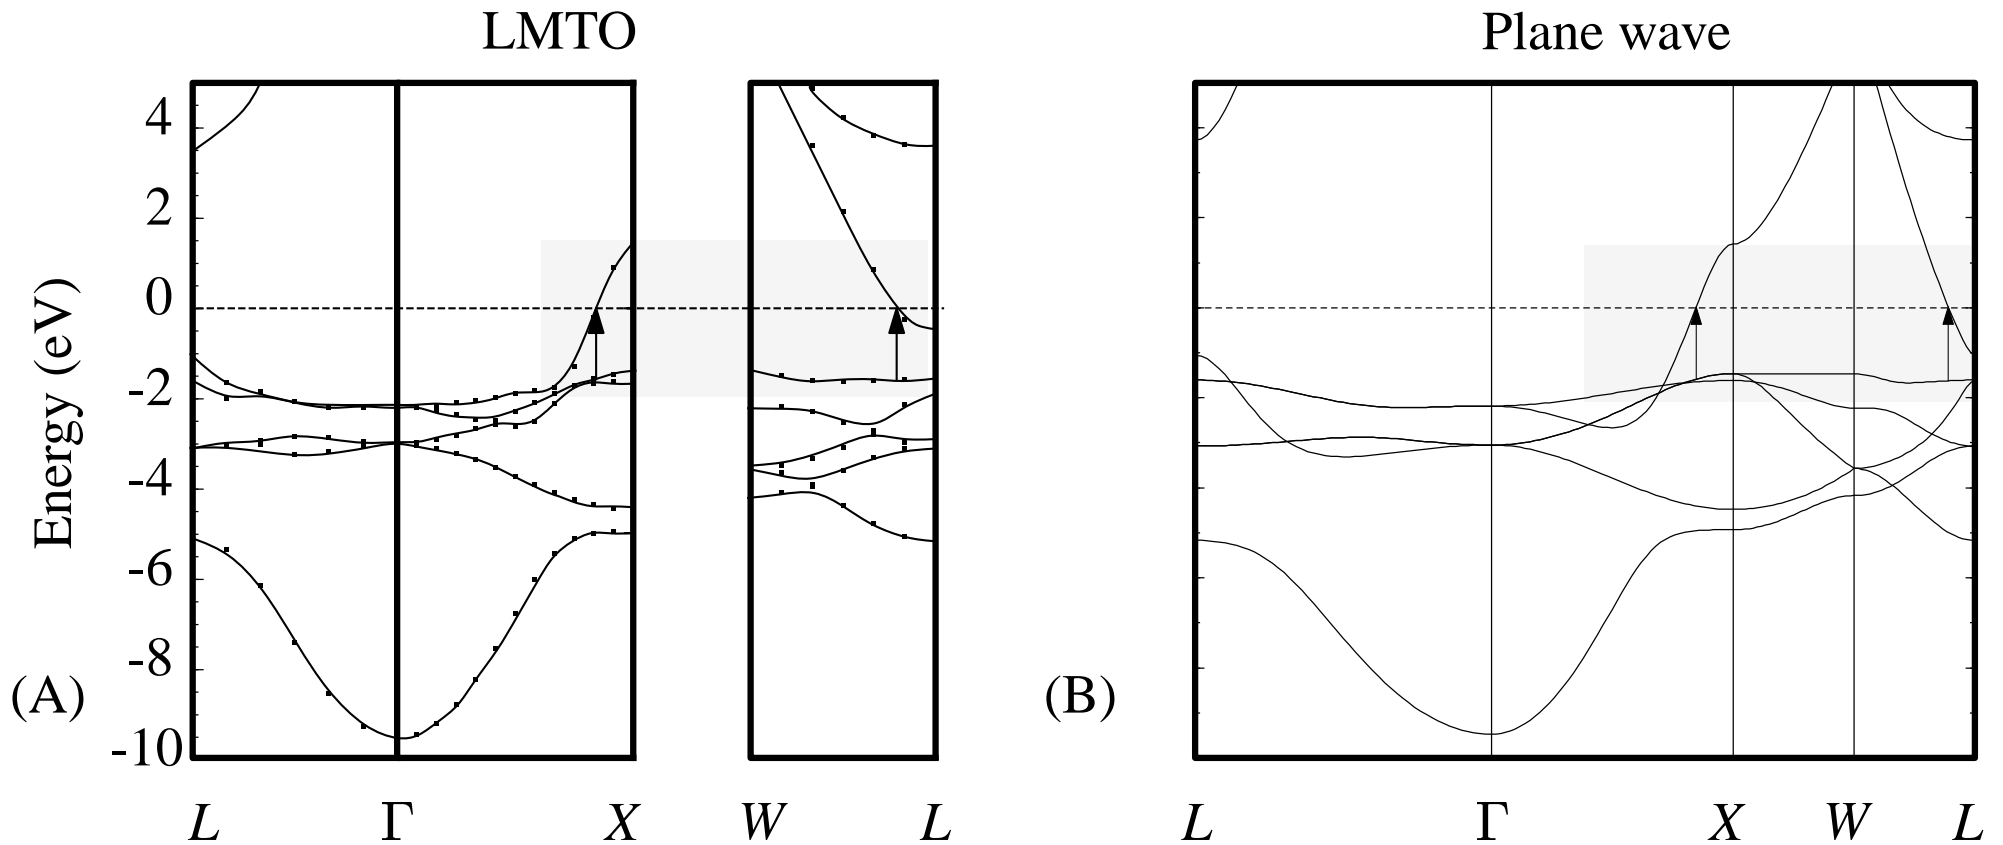 LMTO
Plane wave
4
2
0
-2
-4
-6
-8
-10
Energy (eV)
(A)
(B)
L Γ X W L
L Γ X W L